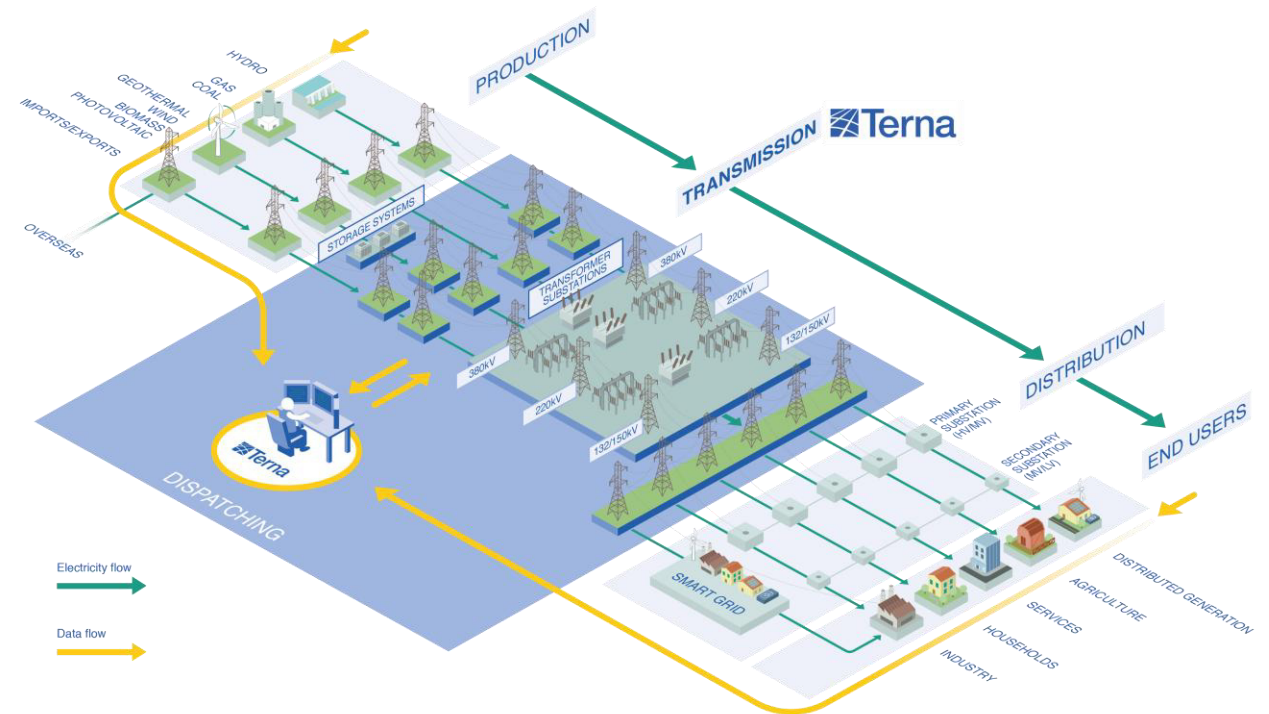 PRODUCTION
TRANSMISSION
Terna
DISTRIBUTION
END USERS
HYDRO
GAS
COAL
GEOTHERMAL
WIND
BIOMASS
PHOTOVOLTAIC
IMPORTS/EXPORTS
OVERSEAS
STORAGE SYSTEMS
TRANSFORMER
SUBSTATIONS
380kV
220kV
132/150kV
380kV
220kV
132/150kV
PRIMARY
SUBSTATION
(HV/MV)
SECONDARY
SUBSTATION
(MV/LV)
Terna
DISPATCHING
SMART GRID
DISTRIBUTED GENERATION
AGRICULTURE
SERVICES
HOUSEHOLDS
INDUSTRY
Electricity flow
Data flow